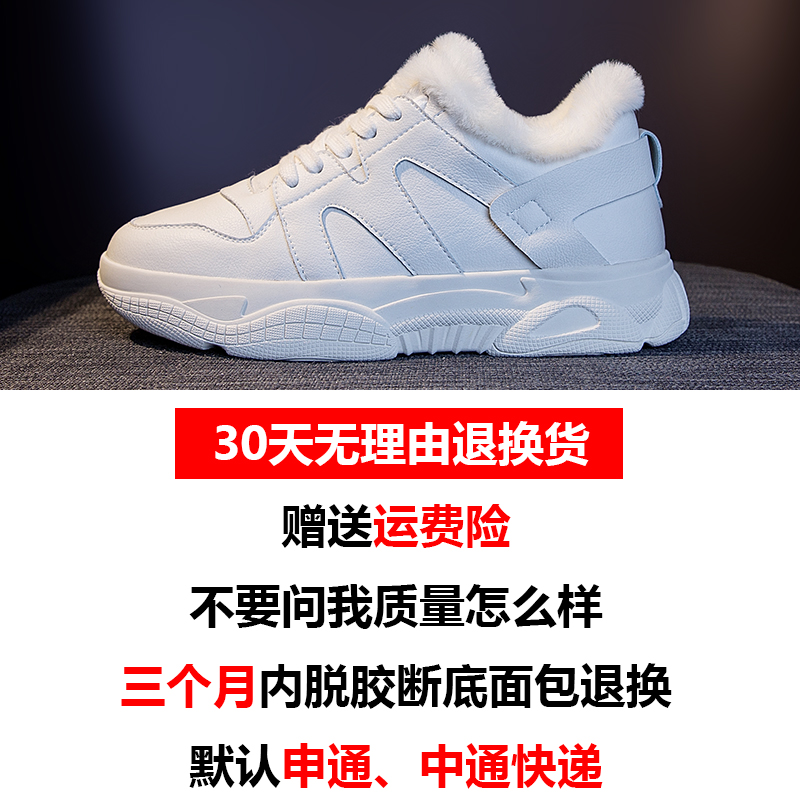 30天无理由退换货
赠送运费险
不要问我质量怎么样
三个月内脱胶断底面包退换
默认申通、中通快递